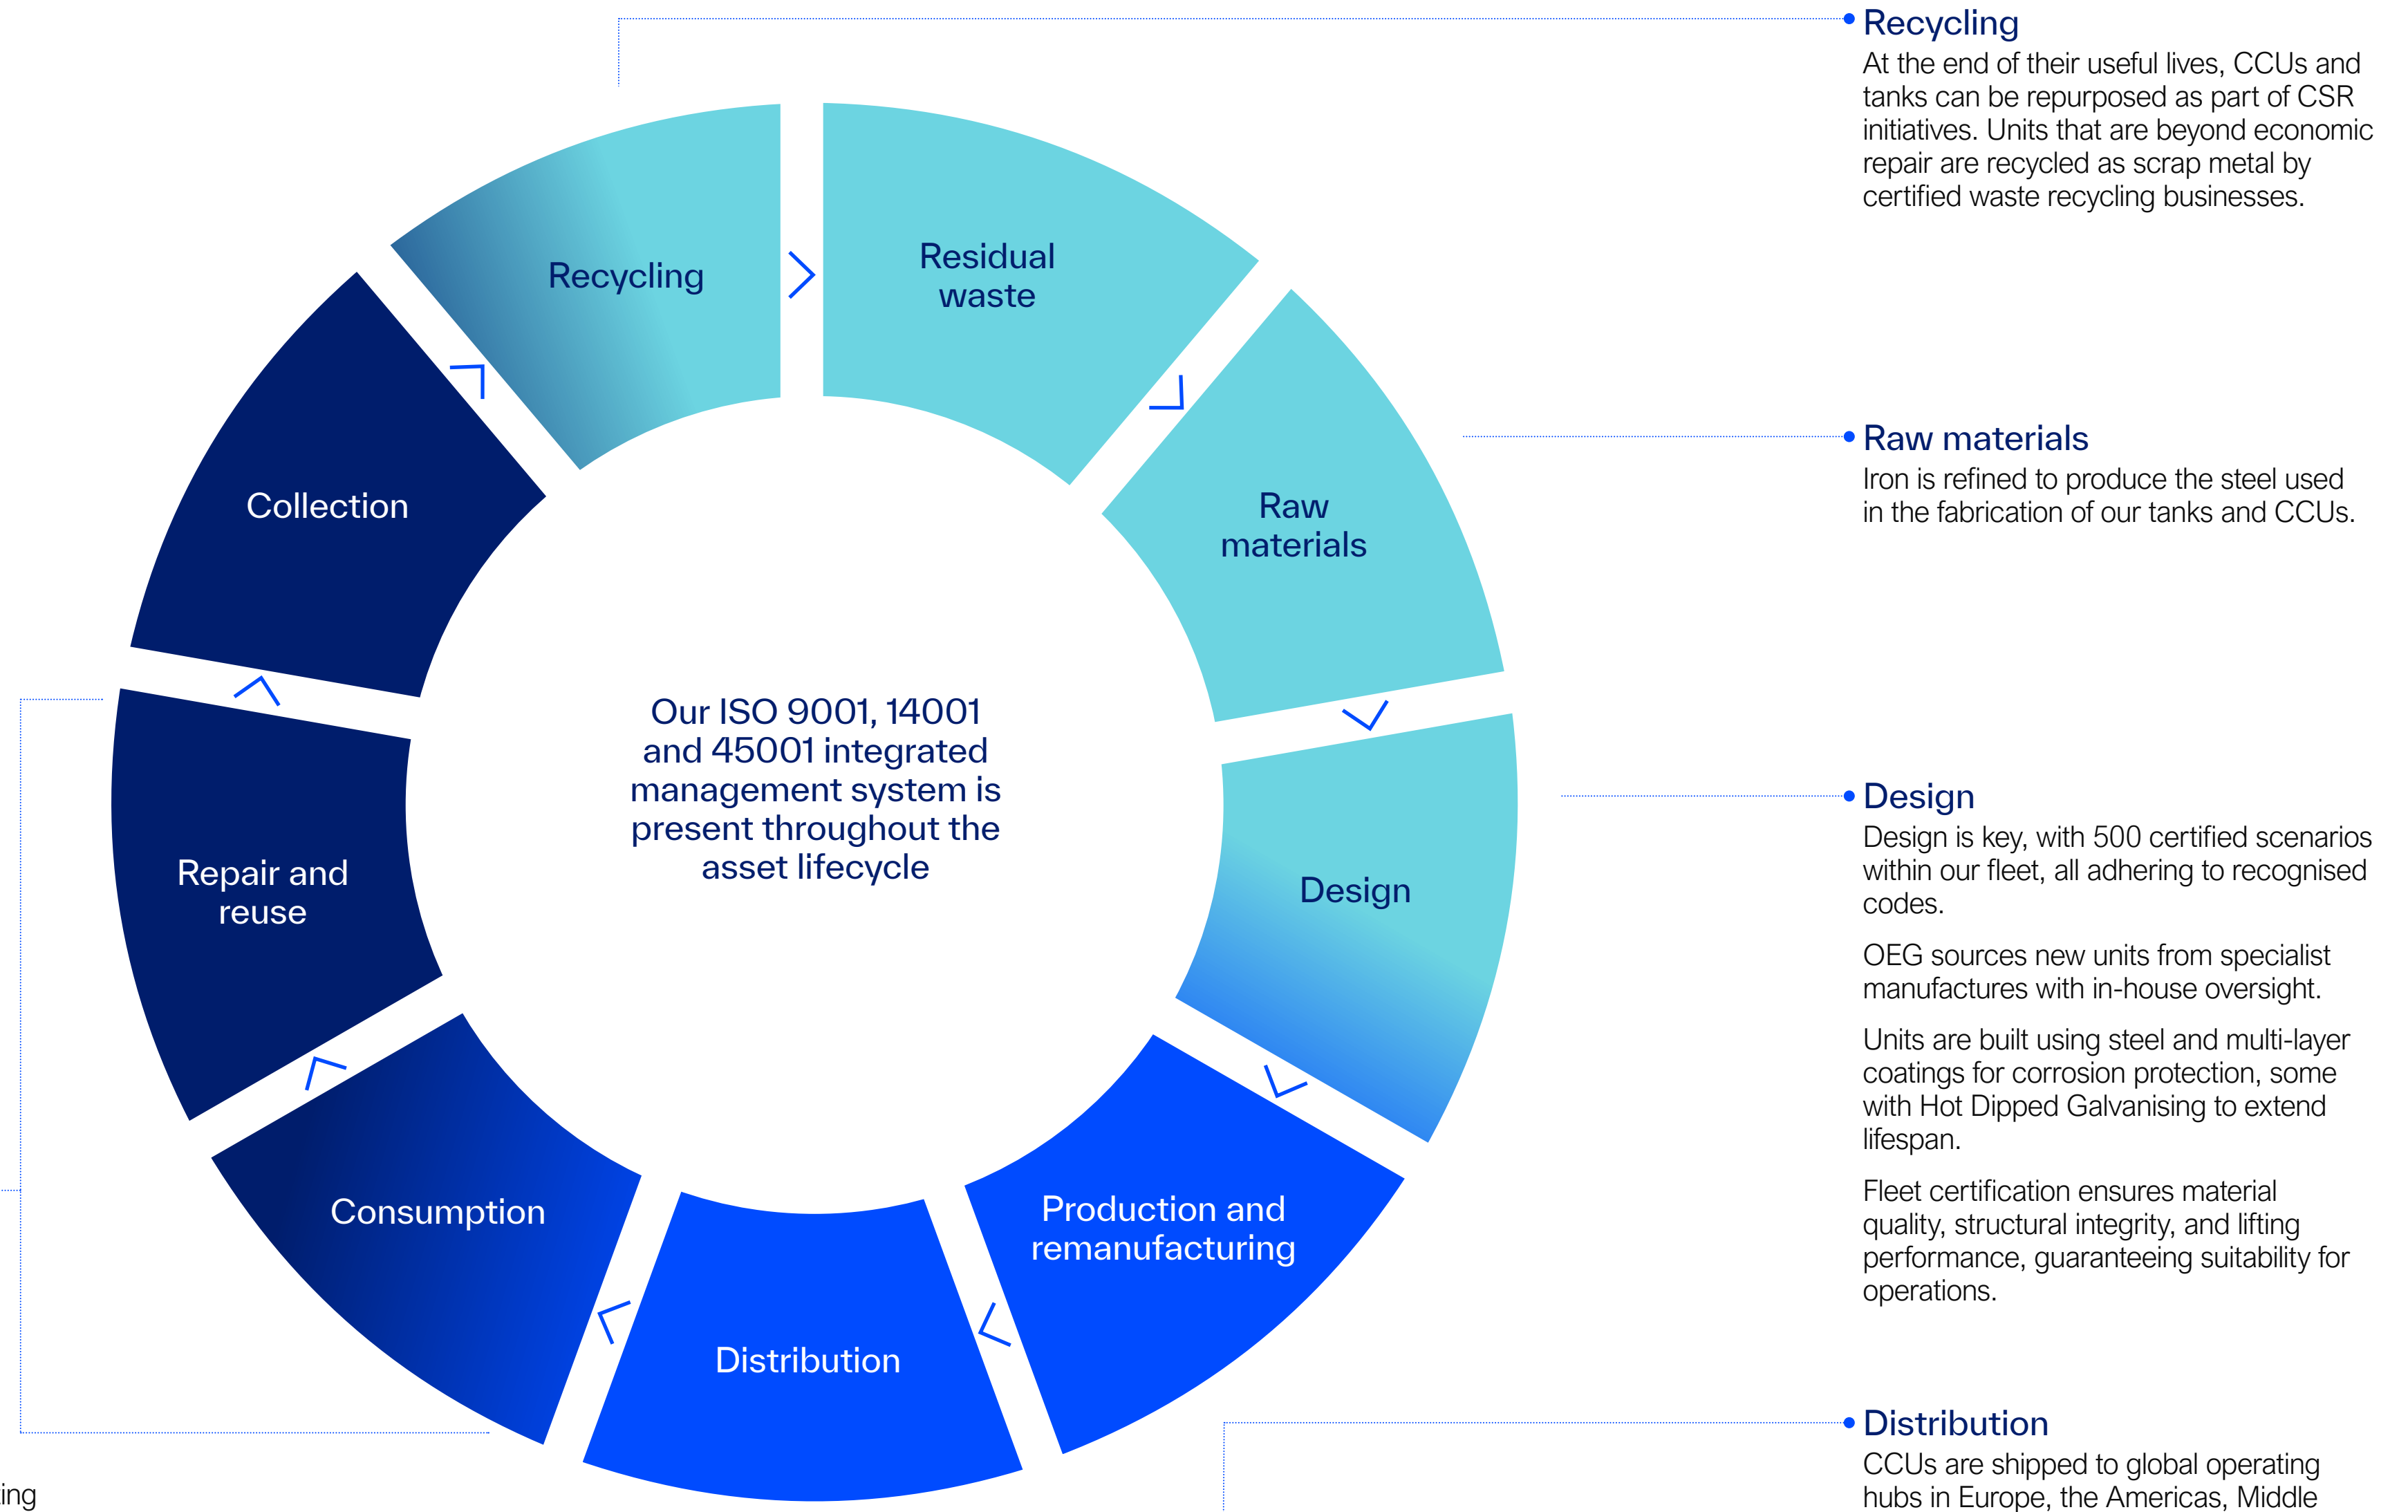 Recycling
At the end of their useful lives, CCUs and
tanks can be repurposed as part of CSR
initiatives. Units that are beyond economic
repair are recycled as scrap metal by
certified waste recycling businesses.
Recycling
Residual
waste
Raw materials
Iron is refined to produce the steel used
in the fabrication of our tanks and CCUs.
Collection
Raw
materials
Our ISO 9001, 14001
and 45001 integrated
management system is
present throughout the
asset lifecycle
Repair and
reuse
Design
Design
Design is key, with 500 certified scenarios
within our fleet, all adhering to recognised
codes.
OEG sources new units from specialist
manufactures with in-house oversight.
Units are built using steel and multi-layer
coatings for corrosion protection, some
with Hot Dipped Galvanising to extend
lifespan.
Fleet certification ensures material
quality, structural integrity, and lifting
performance, guaranteeing suitability for
operations.
Consumption
Production and
remanufacturing
Distribution
Distribution
CCUs are shipped to global operating
hubs in Europe, the Americas, Middle